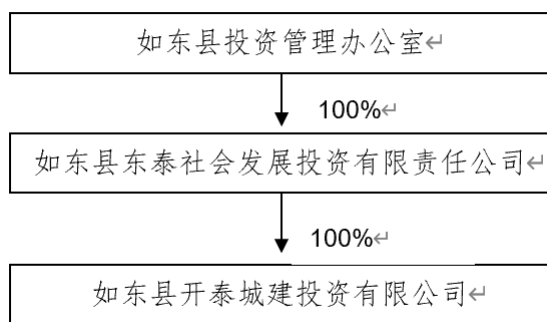 如东县投资管理办公室↵
100%↵
如东县东泰社会发展投资有限责任公司↵
100%↵
如东县开泰城建投资有限公司↵